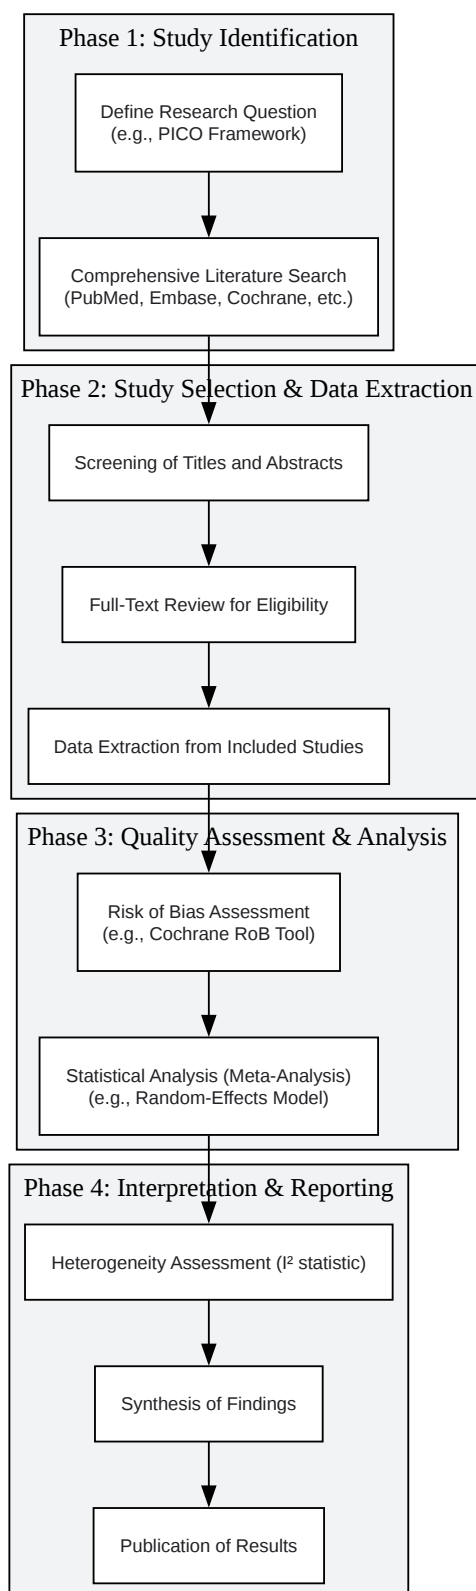 Phase 1: Study Identification
Define Research Question
(e.g., PICO Framework)
Comprehensive Literature Search
(PubMed, Embase, Cochrane, etc.)
Phase 2: Study Selection & Data Extraction
Screening of Titles and Abstracts
Full-Text Review for Eligibility
Data Extraction from Included Studies
Phase 3: Quality Assessment & Analysis
Risk of Bias Assessment
(e.g., Cochrane RoB Tool)
Statistical Analysis (Meta-Analysis)
(e.g., Random-Effects Model)
Phase 4: Interpretation & Reporting
Heterogeneity Assessment (I² statistic)
Synthesis of Findings
Publication of Results